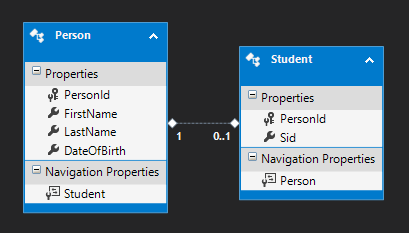 Person
Properties
PersonId
FirstName
LastName
DateOfBirth
Navigation Properties
Student
1
0..1
Student
Properties
PersonId
Sid
Navigation Properties
Person